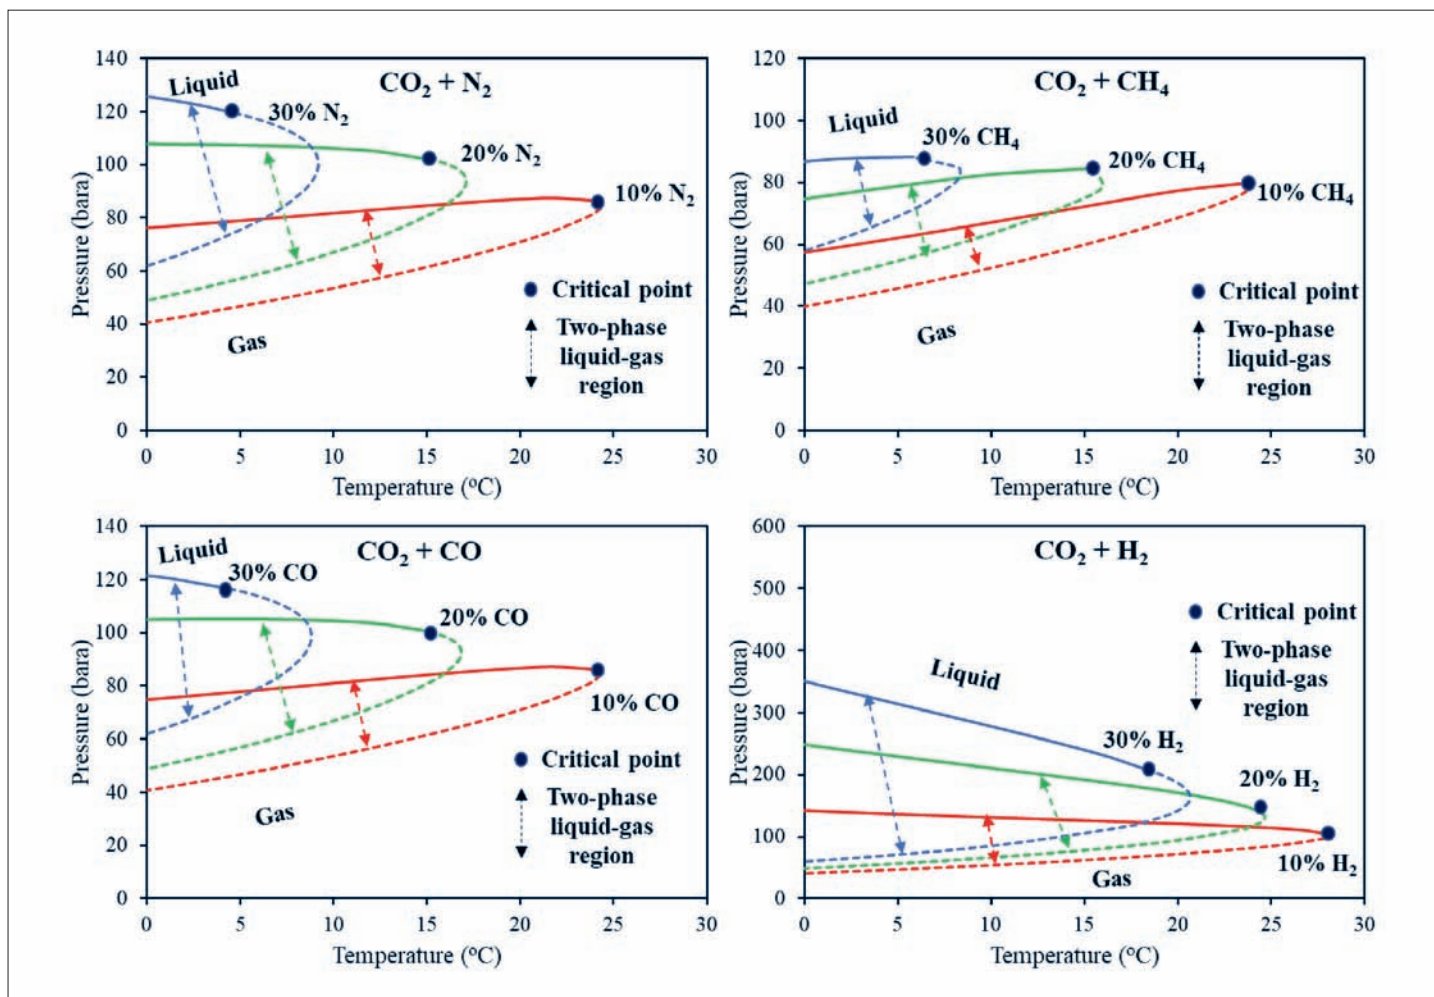 CO₂ + N₂
Pressure (bara)
140
120
100
80
60
40
20
0
Liquid
30% N₂
20% N₂
10% N₂
Critical point
Two-phase
liquid-gas
region
Gas
0 5 10 15 20 25 30
Temperature (ºC)
CO₂ + CH₄
Pressure (bara)
120
100
80
60
40
20
0
Liquid
30% CH₄
20% CH₄
10% CH₄
Critical point
Two-phase
liquid-gas
region
Gas
0 5 10 15 20 25 30
Temperature (ºC)
CO₂ + CO
Pressure (bara)
140
120
100
80
60
40
20
0
Liquid
30% CO
20% CO
10% CO
Critical point
Two-phase
liquid-gas
region
Gas
0 5 10 15 20 25 30
Temperature (ºC)
CO₂ + H₂
Pressure (bara)
600
500
400
300
200
100
0
Critical point
Two-phase
liquid-gas
region
Liquid
30% H₂
20% H₂
10% H₂
Gas
0 5 10 15 20 25 30
Temperature (ºC)